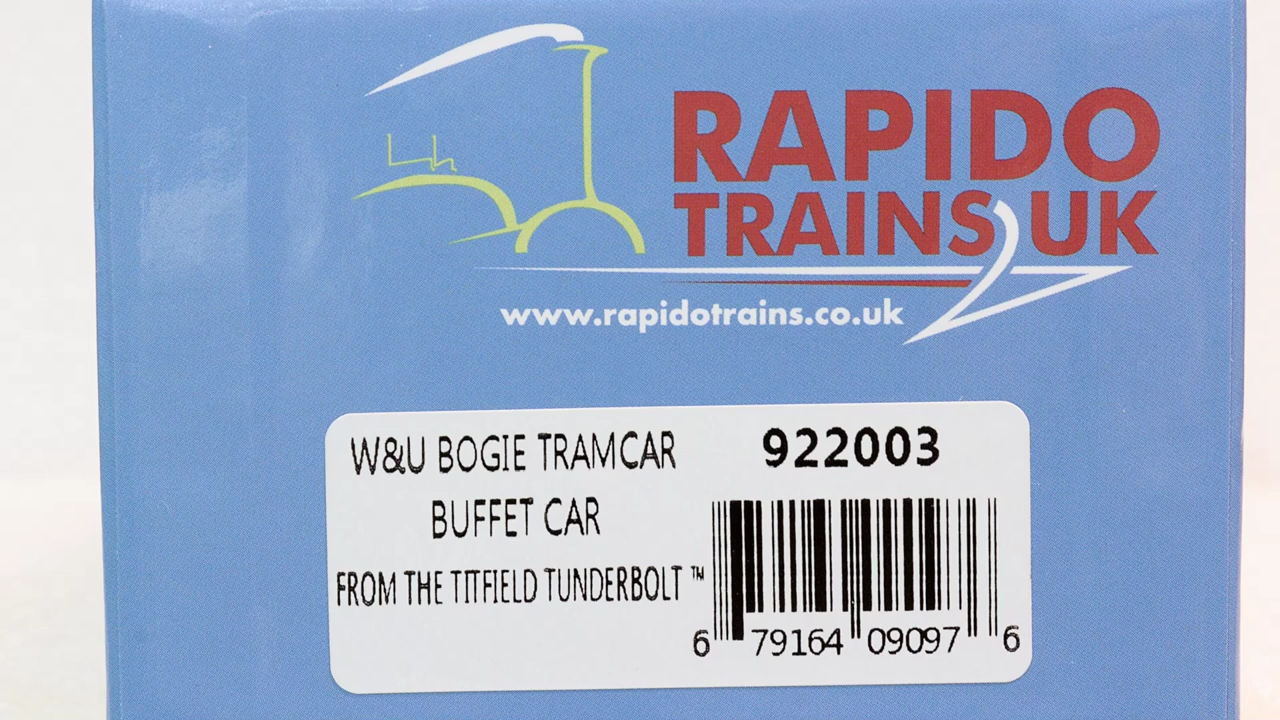 RAPIDO
TRAINS UK
www.rapidotrains.co.uk
W&U BOGIE TRAMCAR
BUFFET CAR
FROM THE TITFIELD TUNDERBOLT ™
922003
6 79164 09097 6